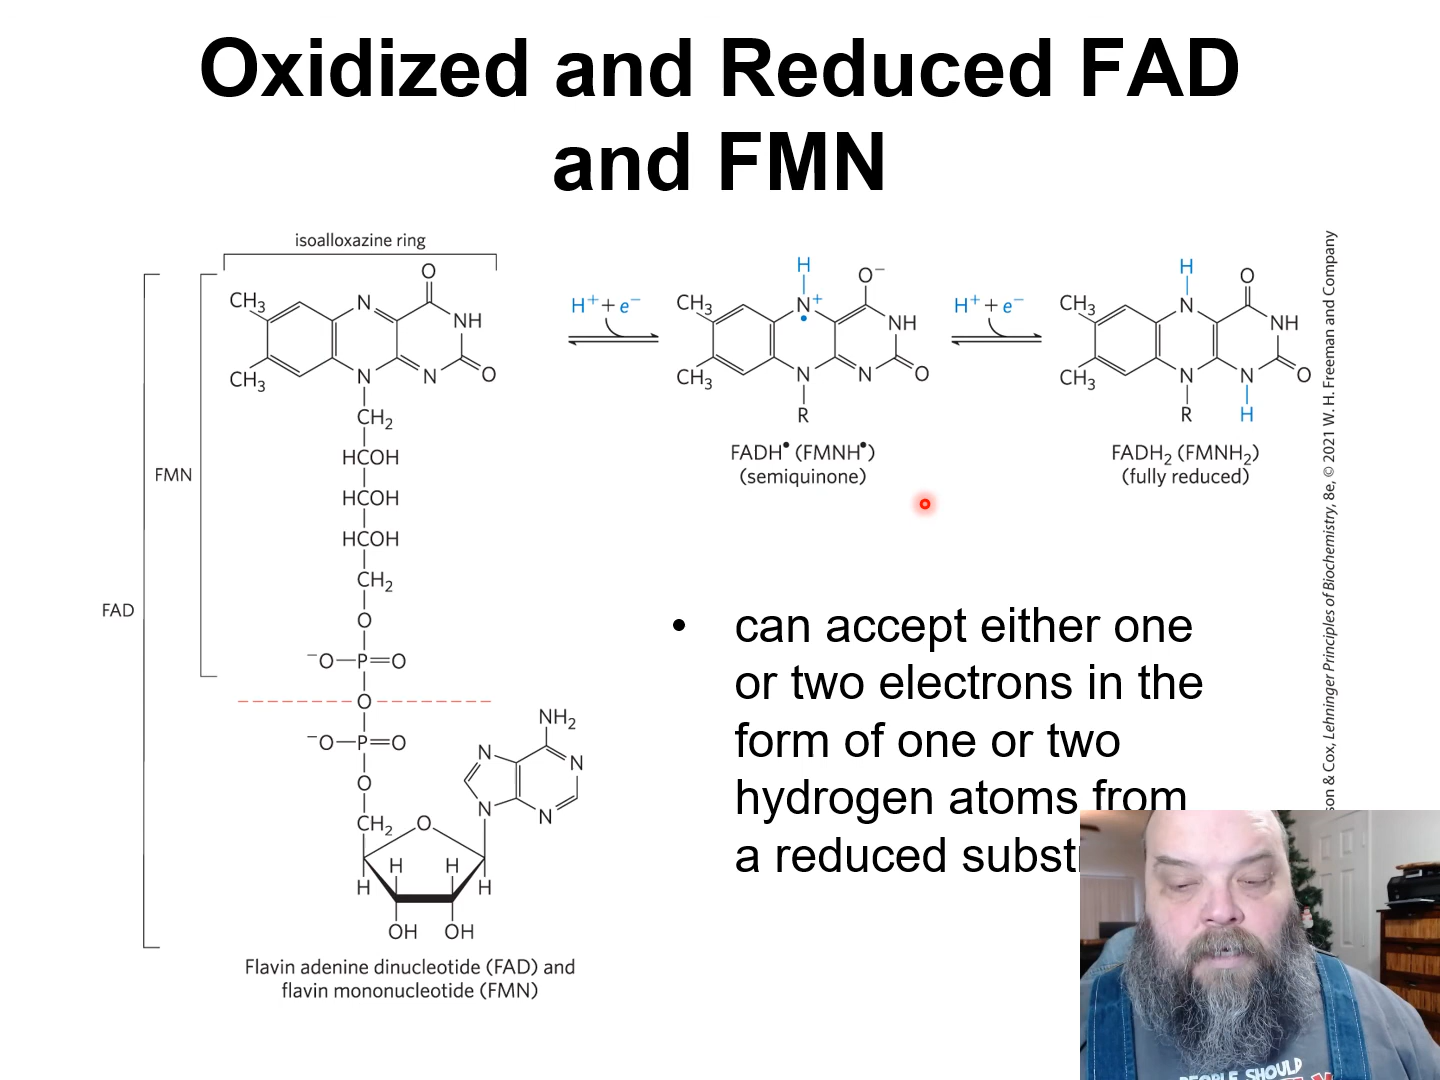 Oxidized and Reduced FAD
and FMN
isoalloxazine ring
CH₃
CH₃
N
N
N
NH
O
O
CH₂
HCOH
HCOH
HCOH
CH₂
O
⁻O—P=O
O
⁻O—P=O
O
CH₂
O
H
H
H
H
OH
OH
N
N
N
N
NH₂
FMN
FAD
Flavin adenine dinucleotide (FAD) and
flavin mononucleotide (FMN)
H⁺ + e⁻
H
N⁺
•
O⁻
CH₃
CH₃
NH
N
N
O
R
FADH• (FMNH•)
(semiquinone)
H⁺ + e⁻
H
N
O
CH₃
CH₃
NH
N
N
O
R
H
FADH₂ (FMNH₂)
(fully reduced)
• can accept either one
or two electrons in the
form of one or two
hydrogen atoms from
a reduced
son & Cox, Lehninger Principles of Biochemistry, 8e, © 2021 W. H. Freeman and Company
PEOPLE SHOULD